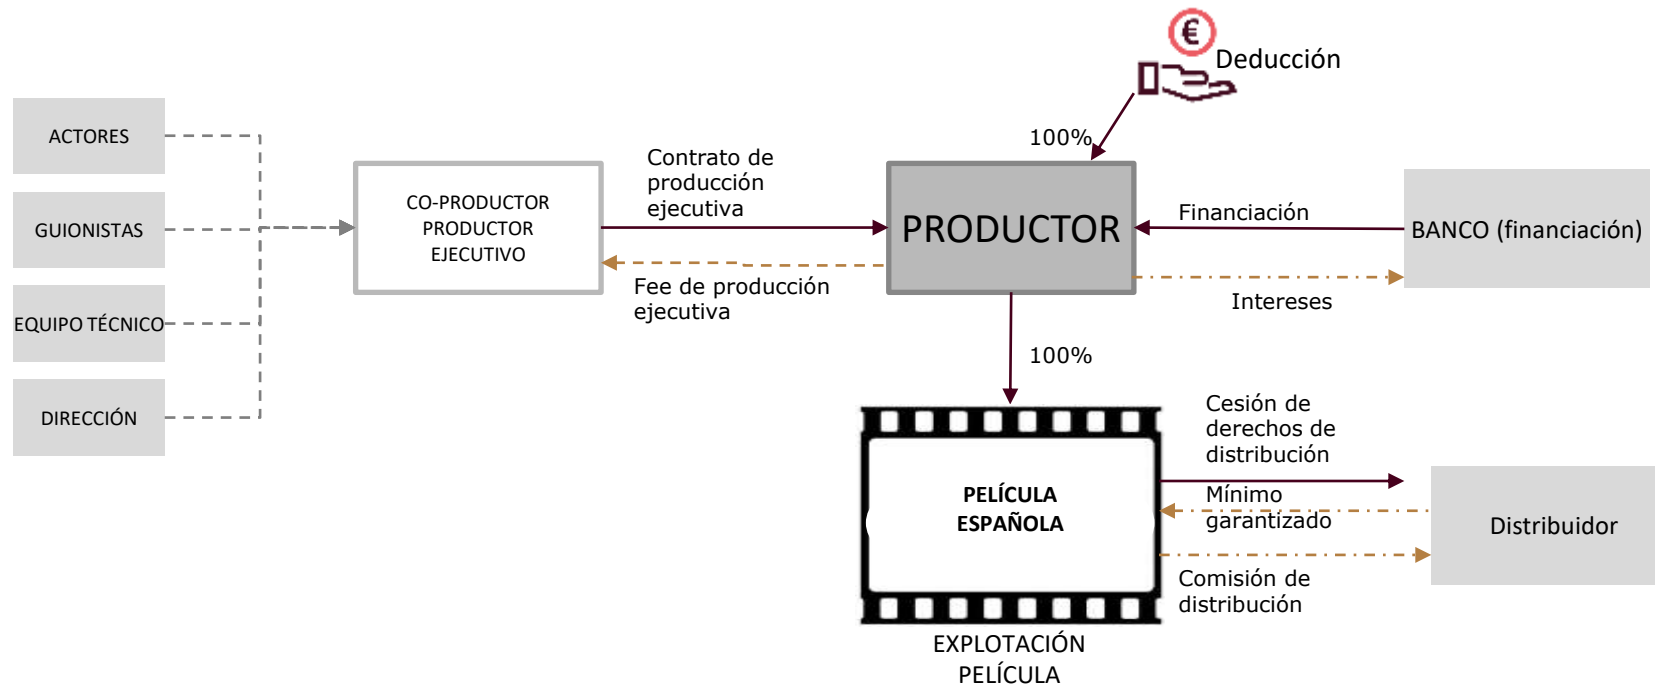 €
Deducción
100%
ACTORES
GUIONISTAS
EQUIPO TÉCNICO
DIRECCIÓN
CO-PRODUCTOR
PRODUCTOR
EJECUTIVO
Contrato de
producción
ejecutiva
Fee de producción
ejecutiva
PRODUCTOR
Financiación
Intereses
BANCO (financiación)
100%
PELÍCULA
ESPAÑOLA
EXPLOTACIÓN
PELÍCULA
Cesión de
derechos de
distribución
Mínimo
garantizado
Comisión de
distribución
Distribuidor